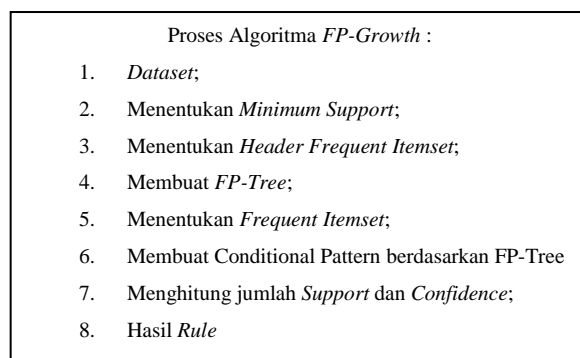 Proses Algoritma FP-Growth :
1. Dataset;
2. Menentukan Minimum Support;
3. Menentukan Header Frequent Itemset;
4. Membuat FP-Tree;
5. Menentukan Frequent Itemset;
6. Membuat Conditional Pattern berdasarkan FP-Tree
7. Menghitung jumlah Support dan Confidence;
8. Hasil Rule